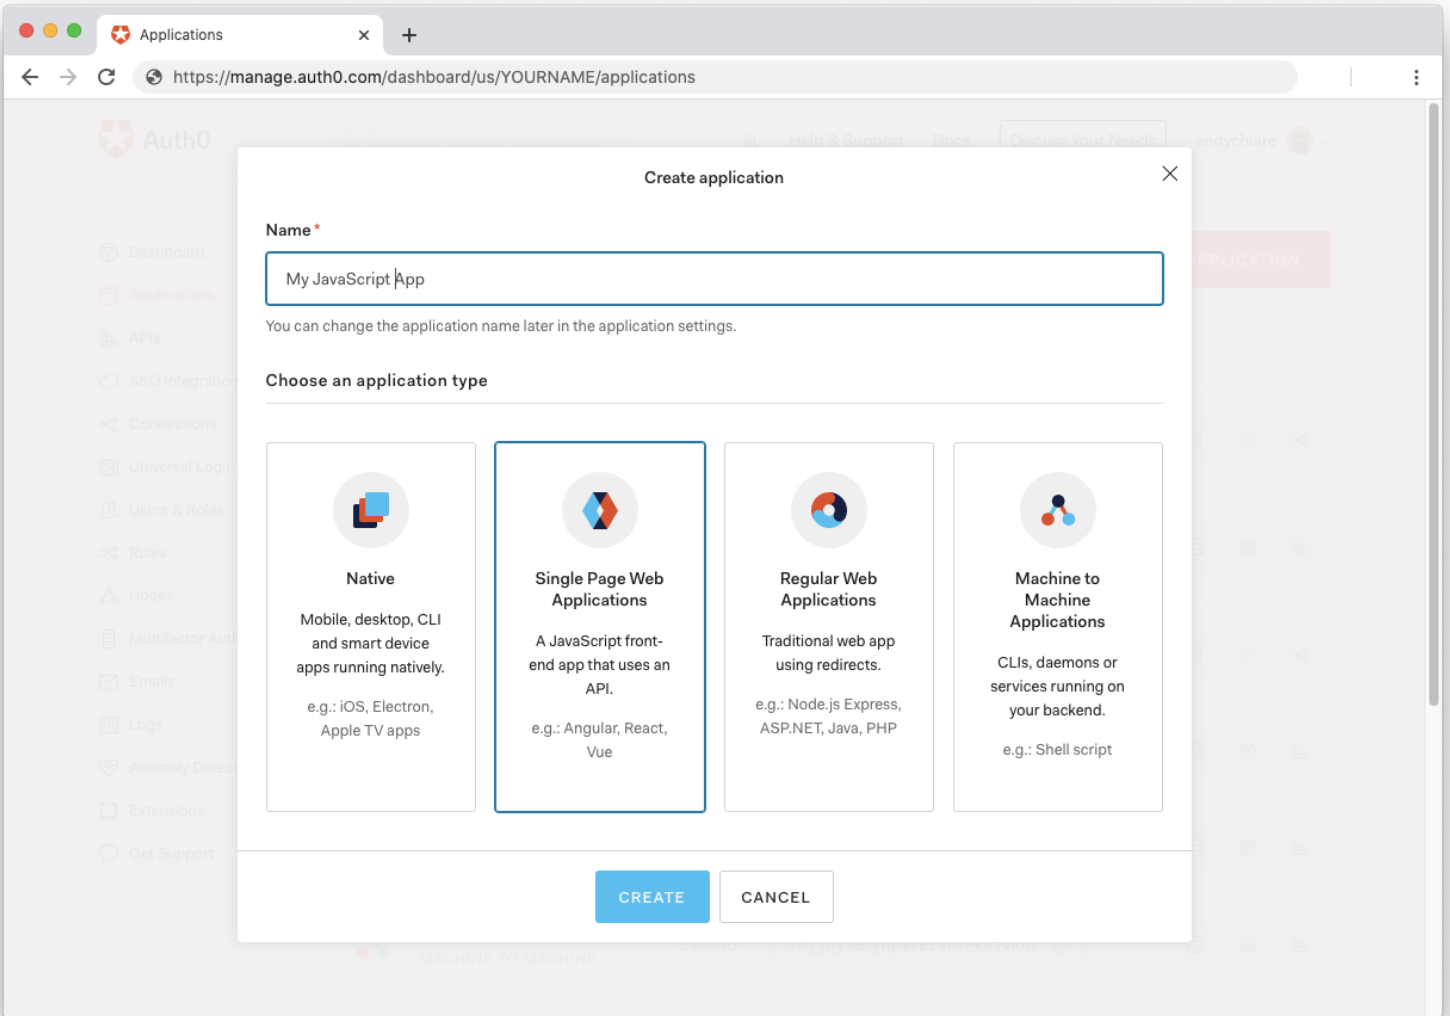 Applications
https://manage.auth0.com/dashboard/us/YOURNAME/applications
Auth0
Help & Support
Docs
Discuss Your Needs
andychiare
Create application
Name *
My JavaScript App
You can change the application name later in the application settings.
APPLICATION
Choose an application type
Dashboard
Applications
APIs
SSO Integration
Connections
Universal Login
Users & Roles
Rules
Hooks
Multifactor Auth
Emails
Logs
Anomaly Detec
Extensions
Get Support
Native
Mobile, desktop, CLI
and smart device
apps running natively.
e.g.: iOS, Electron,
Apple TV apps
Single Page Web
Applications
A JavaScript front-
end app that uses an
API.
e.g.: Angular, React,
Vue
Regular Web
Applications
Traditional web app
using redirects.
e.g.: Node.js Express,
ASP.NET, Java, PHP
Machine to
Machine
Applications
CLIs, daemons or
services running on
your backend.
e.g.: Shell script
CREATE
CANCEL
Client ID
MACHINE TO MACHINE